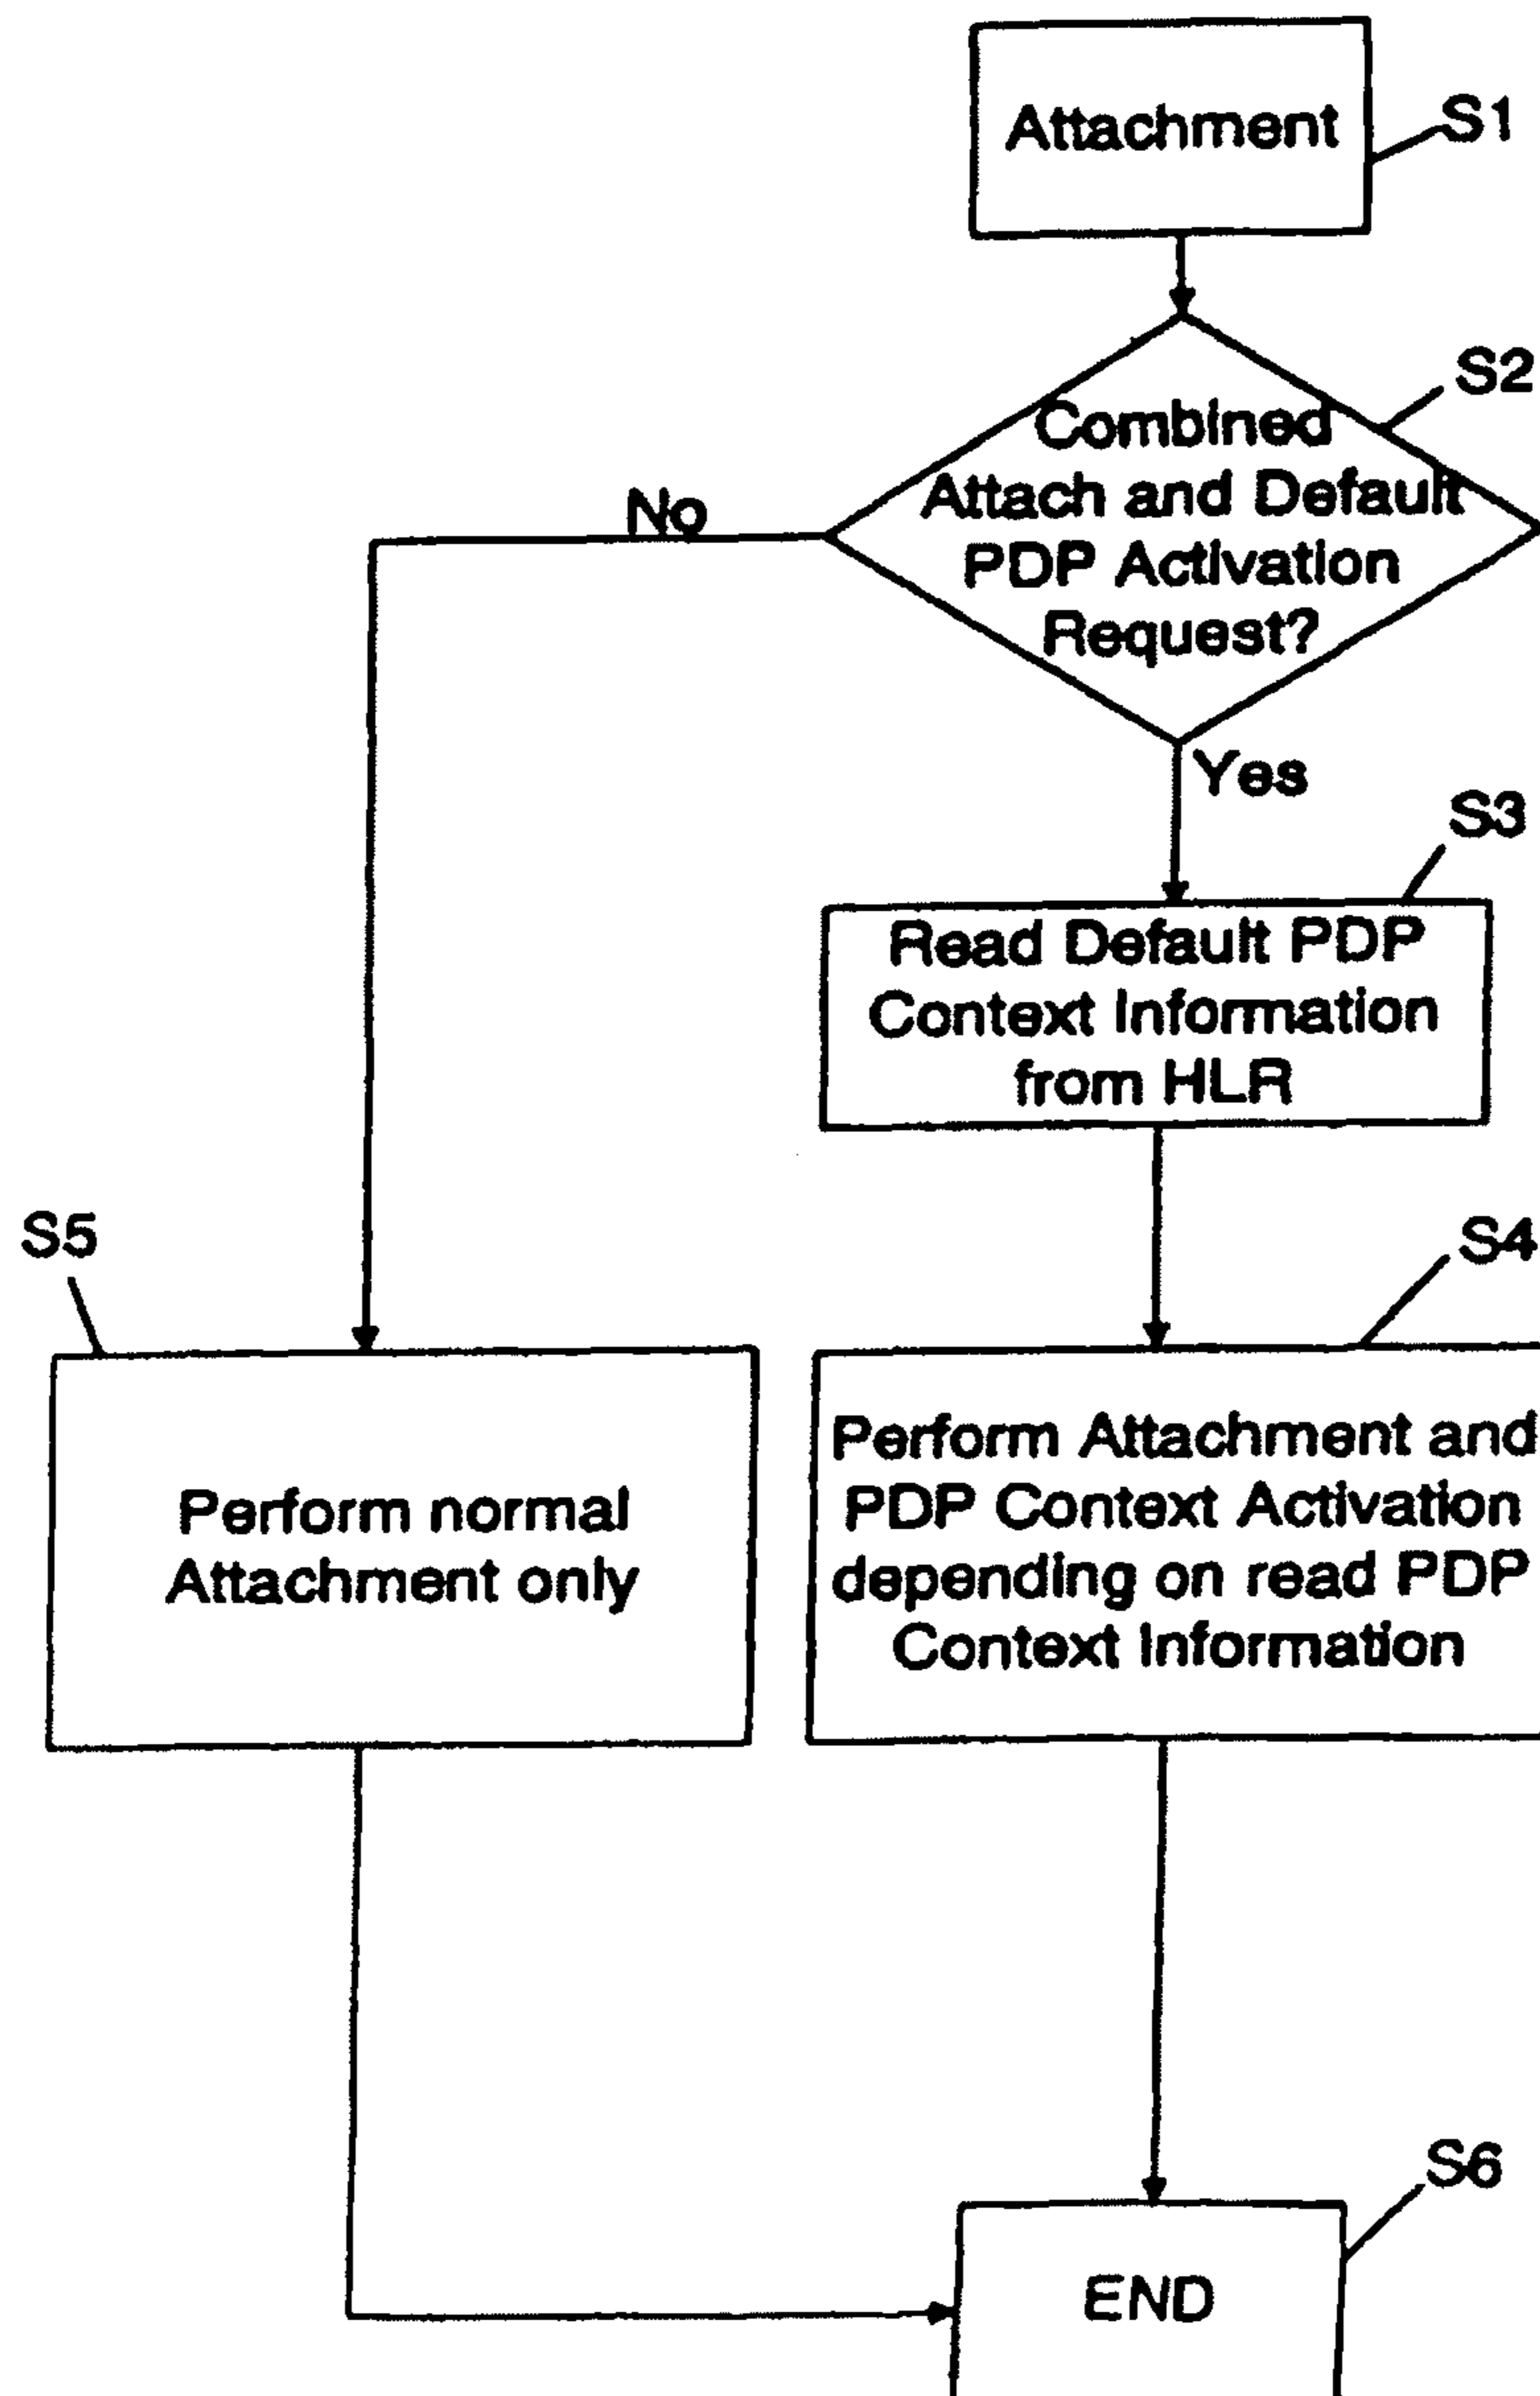 Attachment
S1
S2
Combined
Attach and Default
PDP Activation
Request?
No
Yes
S3
Read Default PDP
Context Information
from HLR
S5
S4
Perform normal
Attachment only
Perform Attachment and
PDP Context Activation
depending on read PDP
Context Information
S6
END